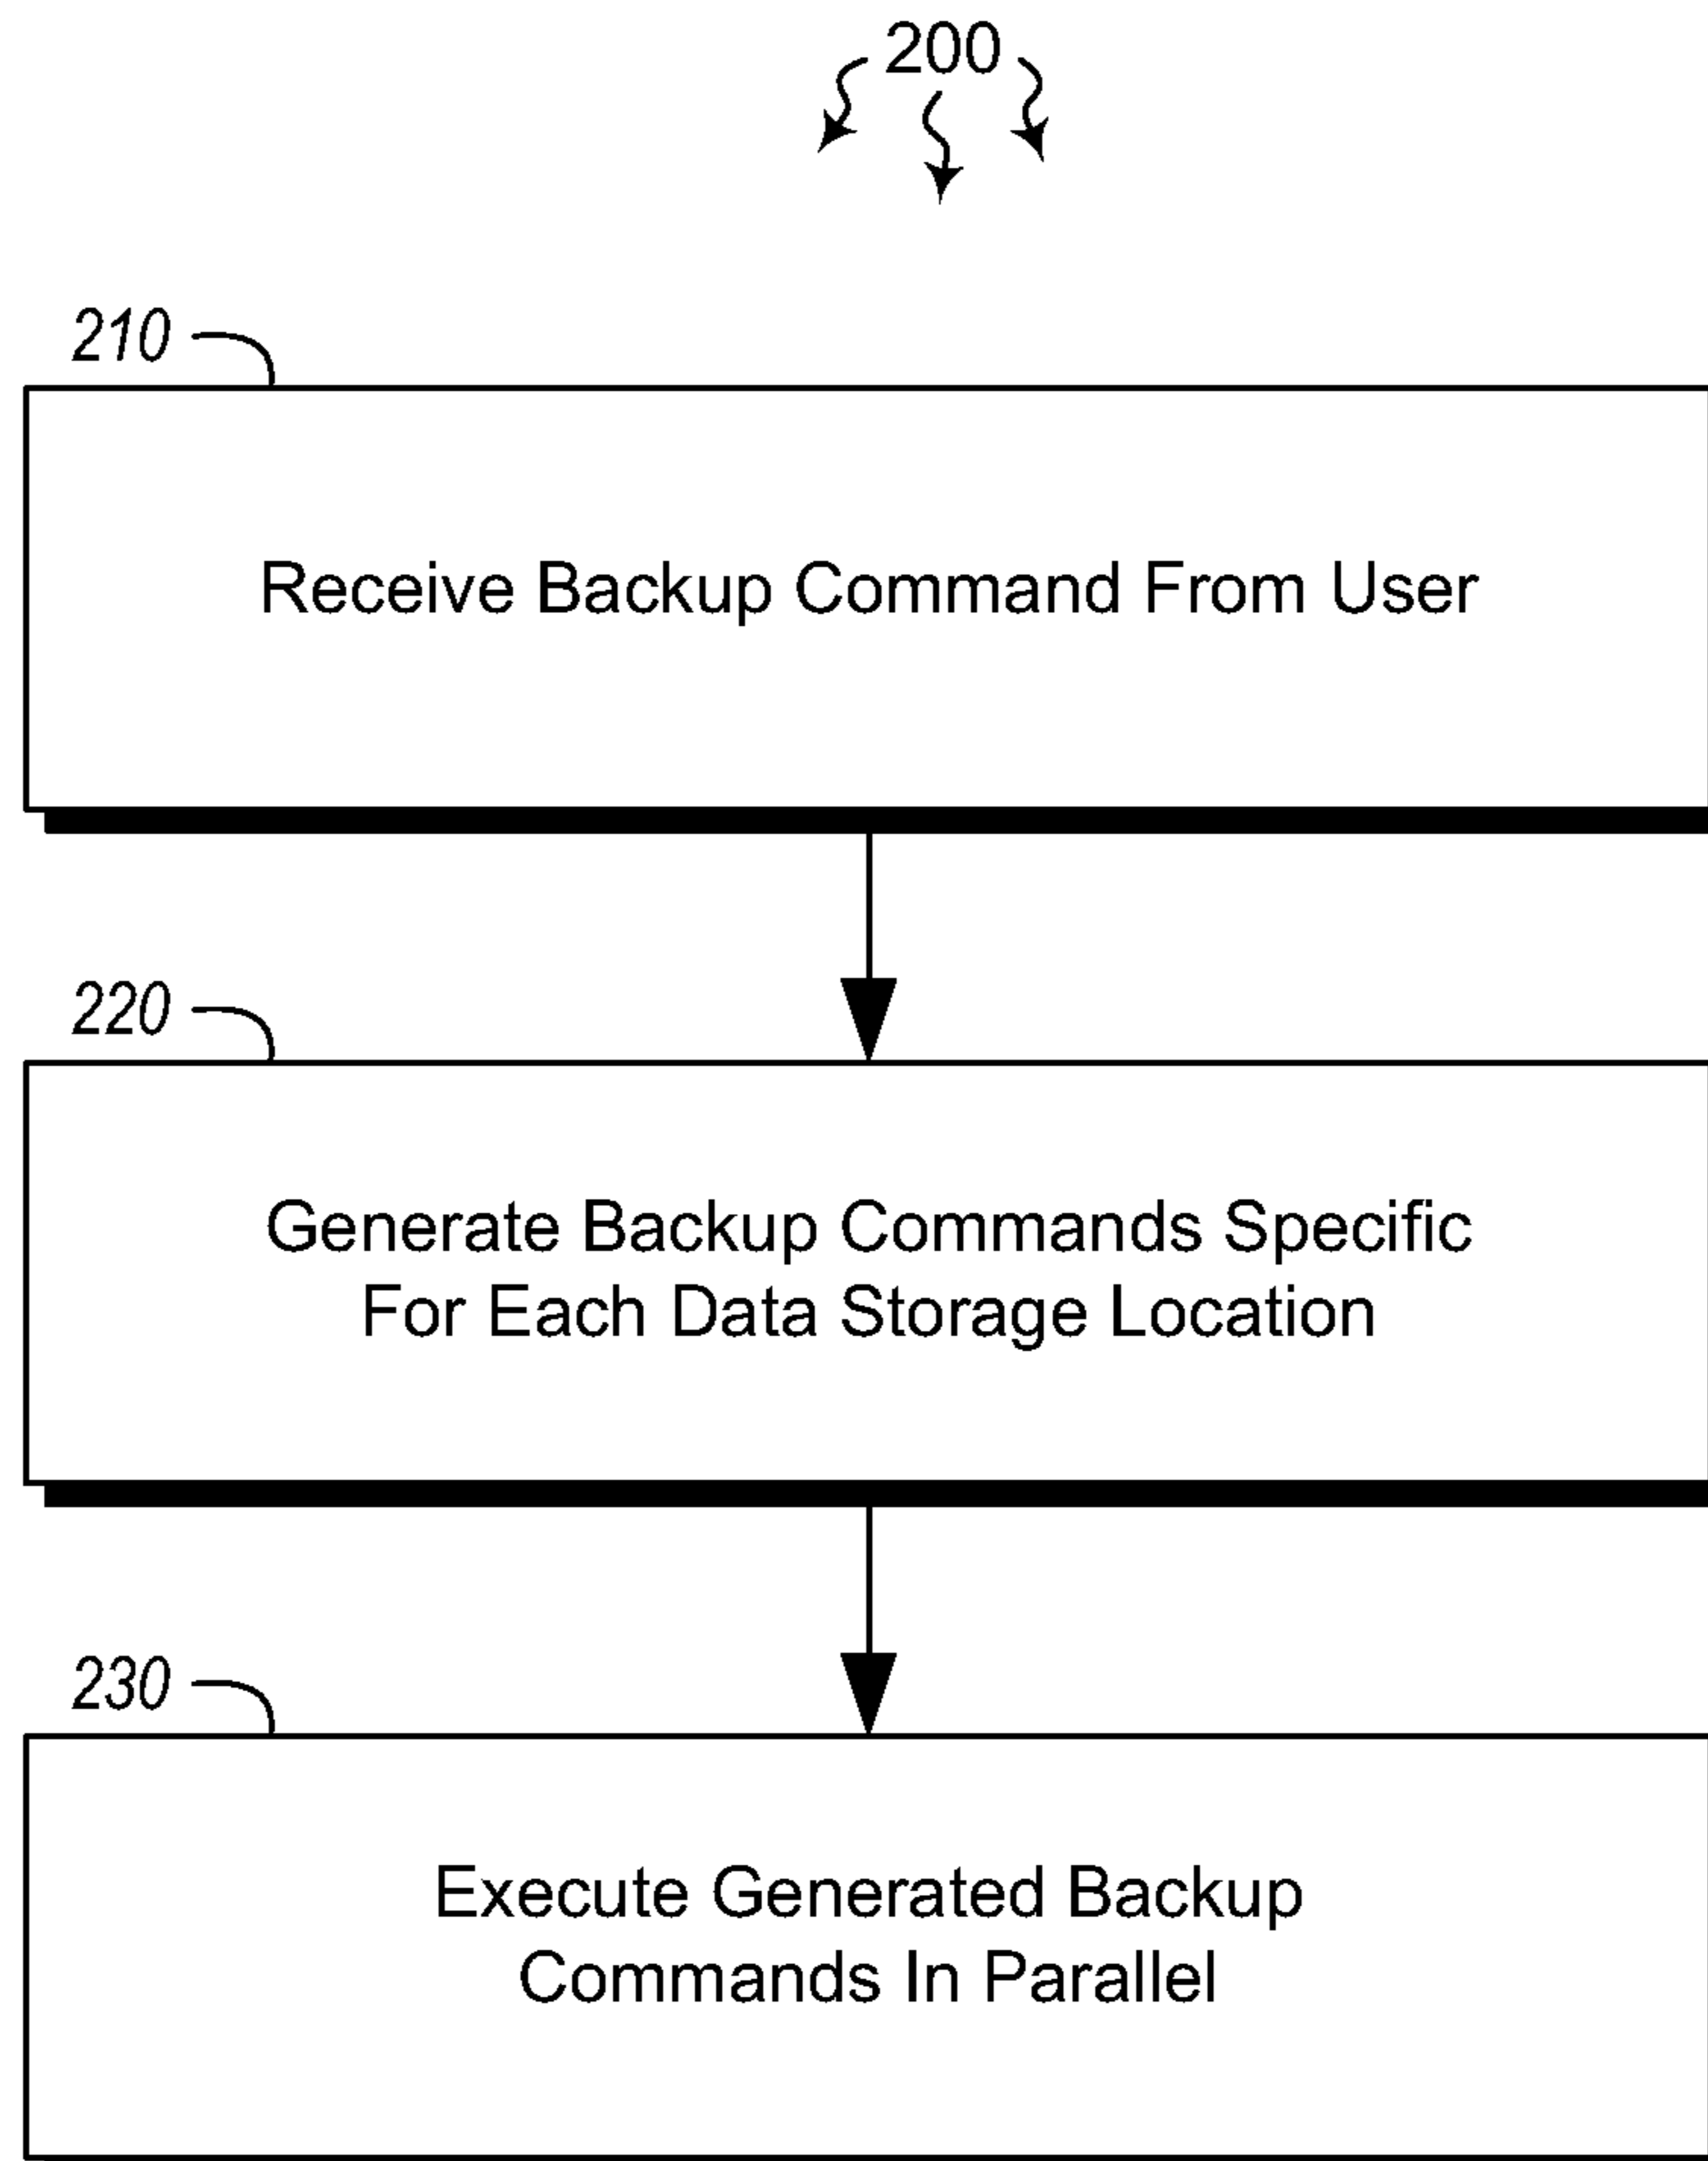 200
210
Receive Backup Command From User
220
Generate Backup Commands Specific
For Each Data Storage Location
230
Execute Generated Backup
Commands In Parallel